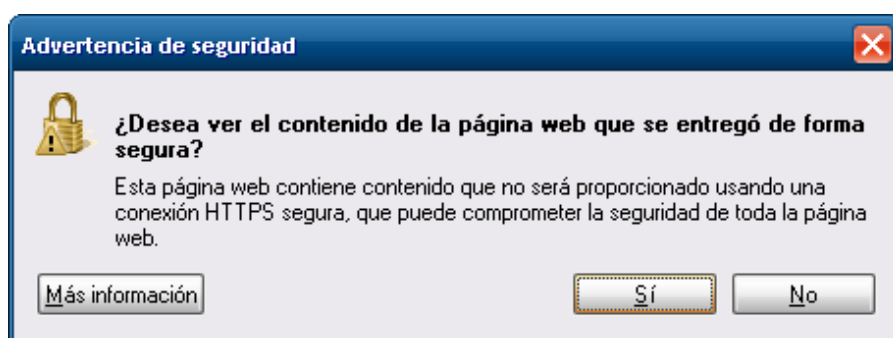 Advertencia de seguridad
¿Desea ver el contenido de la página web que se entregó de forma
segura?
Esta página web contiene contenido que no será proporcionado usando una
conexión HTTPS segura, que puede comprometer la seguridad de toda la página
web.
Más información
Sí
No